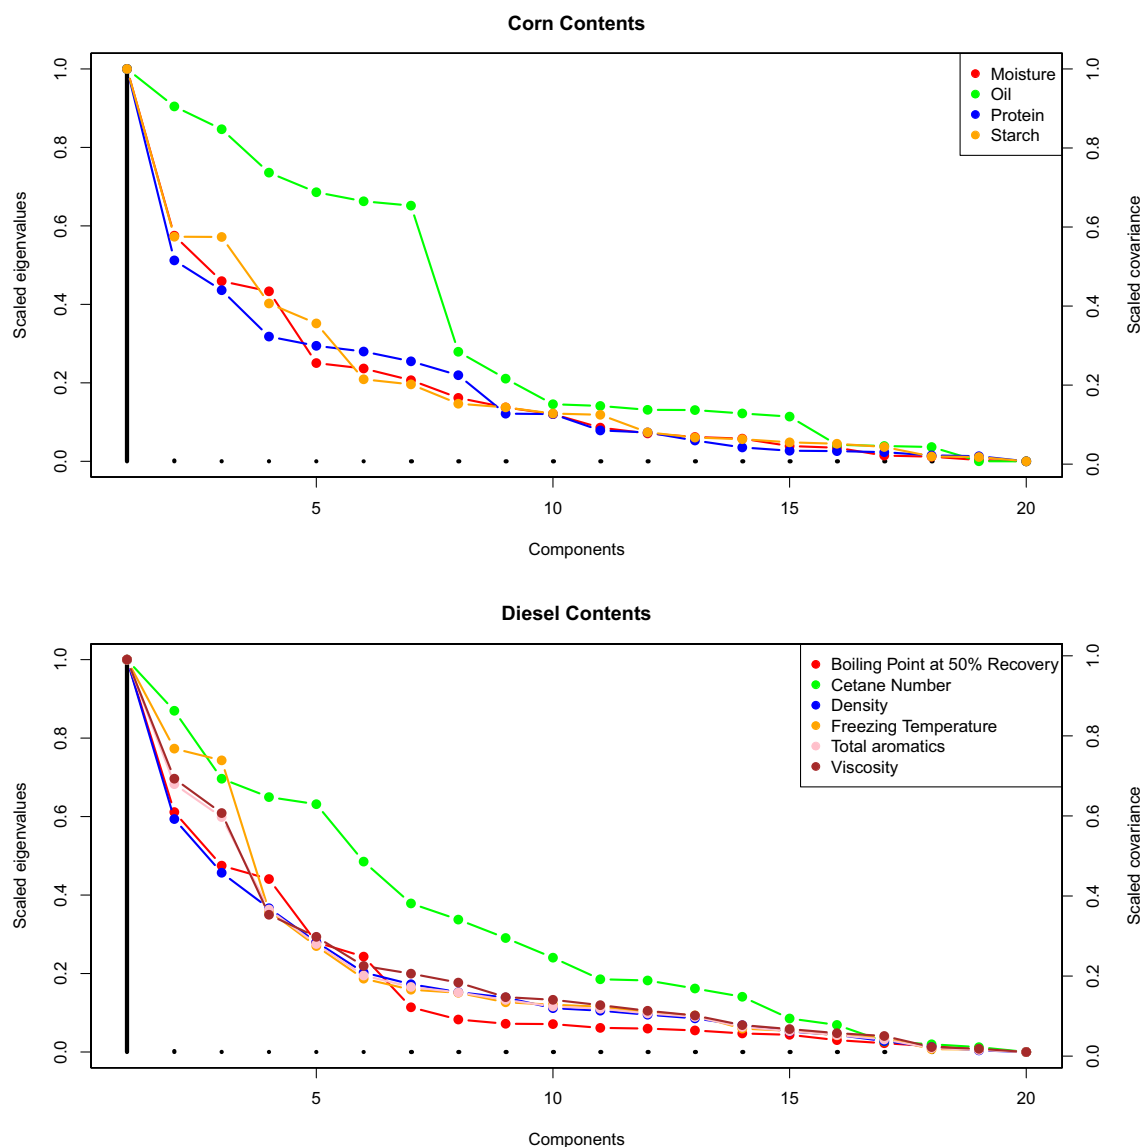 Corn Contents
Scaled eigenvalues
1.0
0.8
0.6
0.4
0.2
0.0
Moisture
Oil
Protein
Starch
1.0
0.8
0.6
0.4
0.2
0.0
Scaled covariance
5
10
15
20
Components
Diesel Contents
Scaled eigenvalues
1.0
0.8
0.6
0.4
0.2
0.0
Boiling Point at 50% Recovery
Cetane Number
Density
Freezing Temperature
Total aromatics
Viscosity
1.0
0.8
0.6
0.4
0.2
0.0
Scaled covariance
5
10
15
20
Components